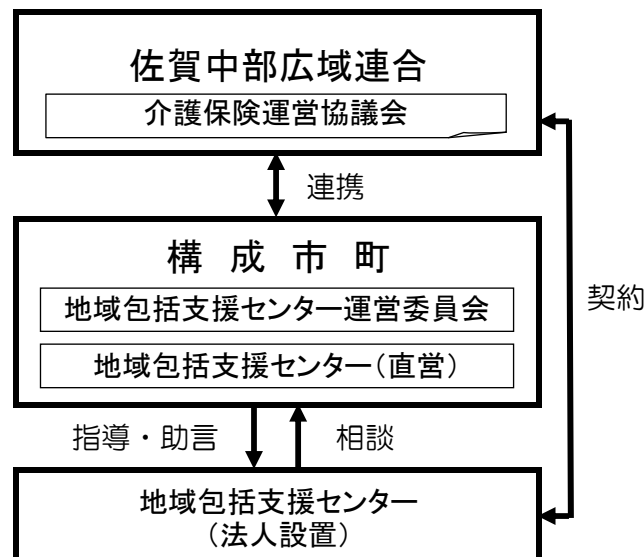 佐賀中部広域連合
介護保険運営協議会
連携
構成市町
地域包括支援センター運営委員会
地域包括支援センター（直営）
契約
指導・助言
相談
地域包括支援センター
（法人設置）